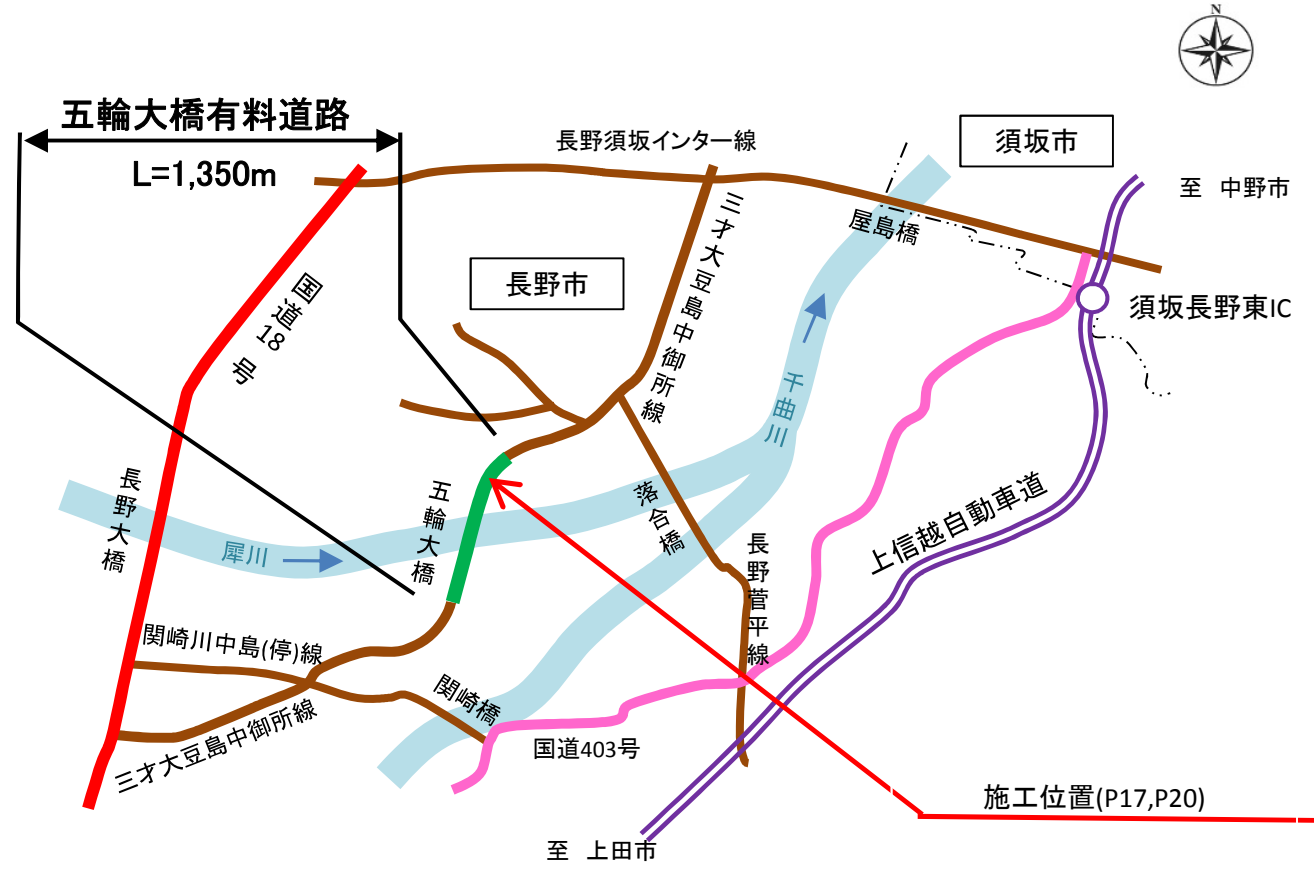 N
五輪大橋有料道路
L=1,350m
長野須坂インター線
須坂市
至 中野市
屋島橋
三才大豆島中御所線
長野市
国道18号
須坂長野東IC
千曲川
長野大橋
五輪大橋
落合橋
上信越自動車道
犀川
長野菅平線
関崎川中島(停)線
関崎橋
三才大豆島中御所線
国道403号
施工位置(P17,P20)
至 上田市